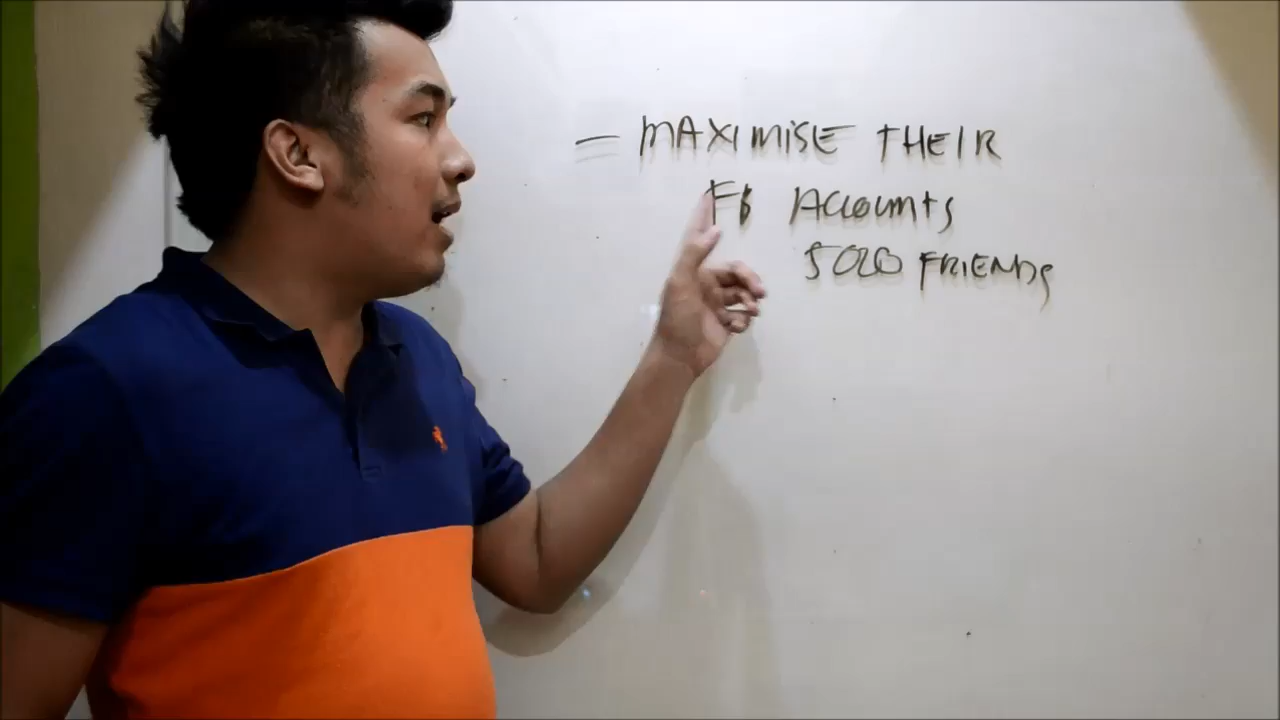 = MAXIMISE THEIR
FB Accounts
5000 FRIENDS